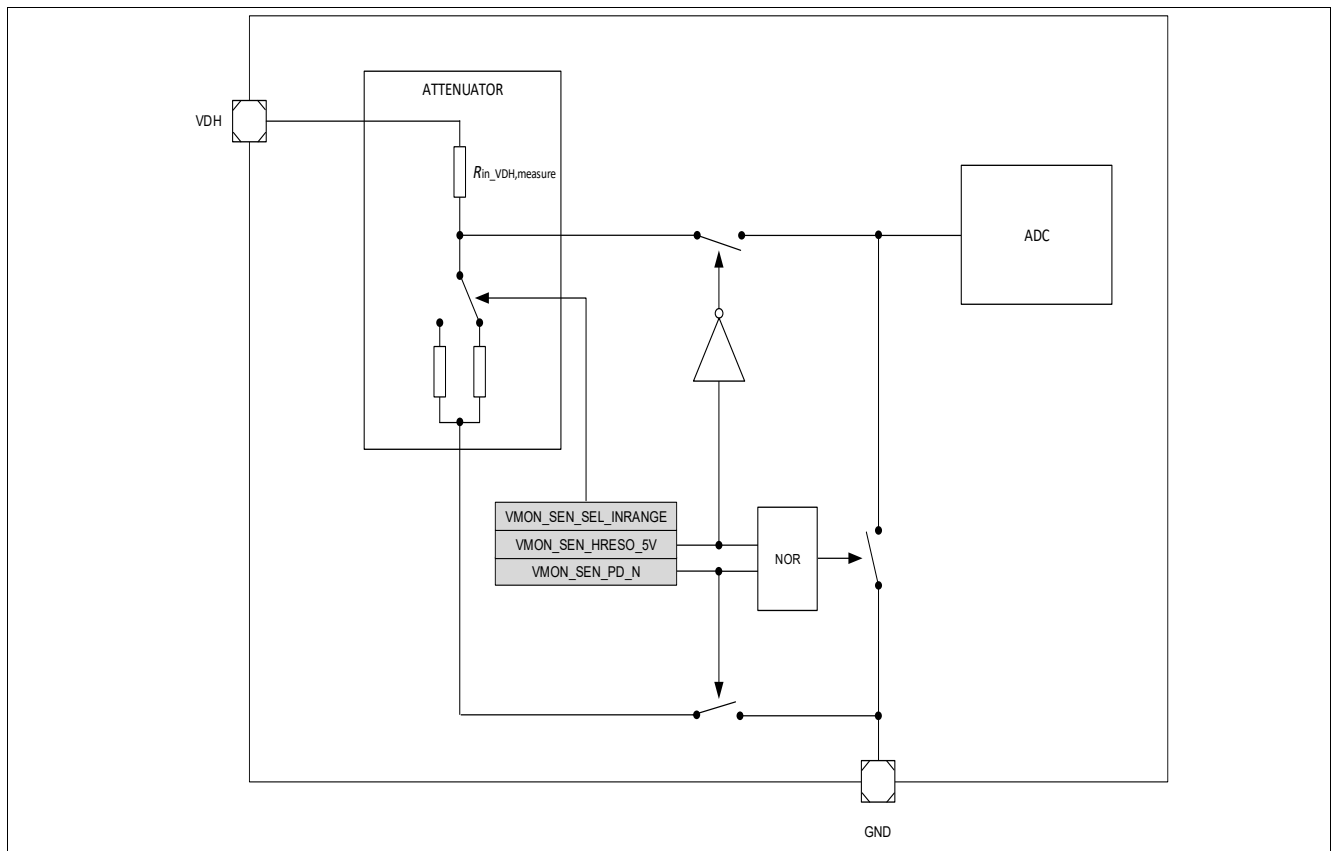 ATTENUATOR
VDH
Rin_VDH,measure
ADC
VMON_SEN_SEL_INRANGE
VMON_SEN_HRESO_5V
VMON_SEN_PD_N
NOR
GND